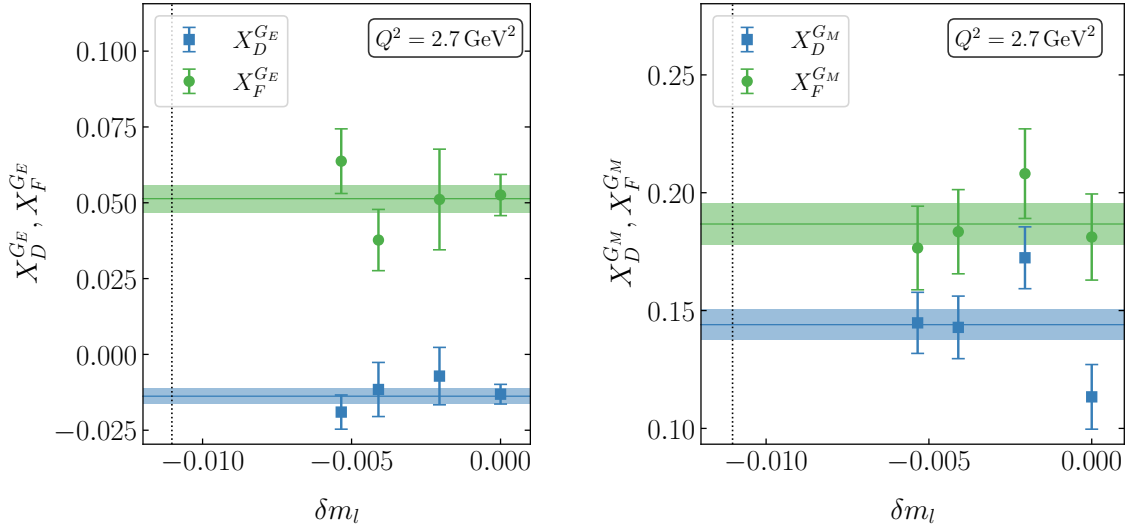 X_D^{G_E}
X_F^{G_E}
Q^2 = 2.7 GeV^2
0.100
0.075
0.050
0.025
0.000
−0.025
X_D^{G_E}, X_F^{G_E}
−0.010
−0.005
0.000
δm_l
X_D^{G_M}
X_F^{G_M}
Q^2 = 2.7 GeV^2
0.25
0.20
0.15
0.10
X_D^{G_M}, X_F^{G_M}
−0.010
−0.005
0.000
δm_l